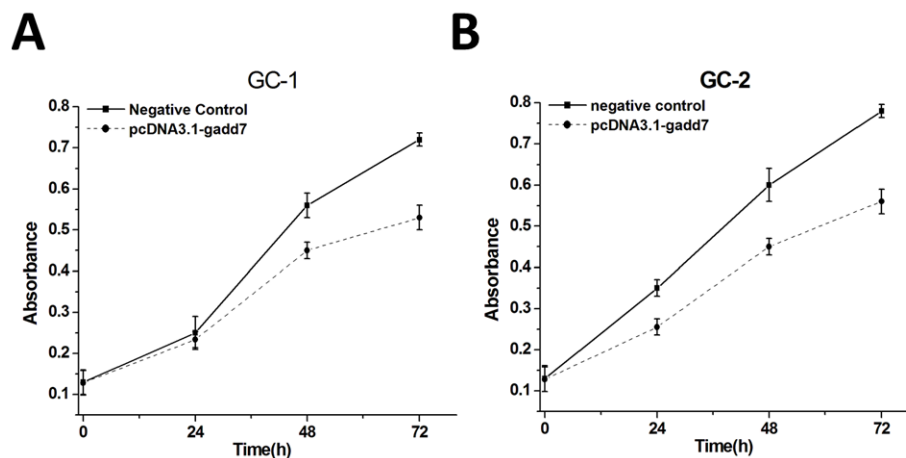 A
GC-1
Negative Control
pcDNA3.1-gadd7
0.8
0.7
0.6
0.5
0.4
0.3
0.2
0.1
Absorbance
0 24 48 72
Time(h)
B
GC-2
negative control
pcDNA3.1-gadd7
0.8
0.7
0.6
0.5
0.4
0.3
0.2
0.1
Absorbance
0 24 48 72
Time(h)